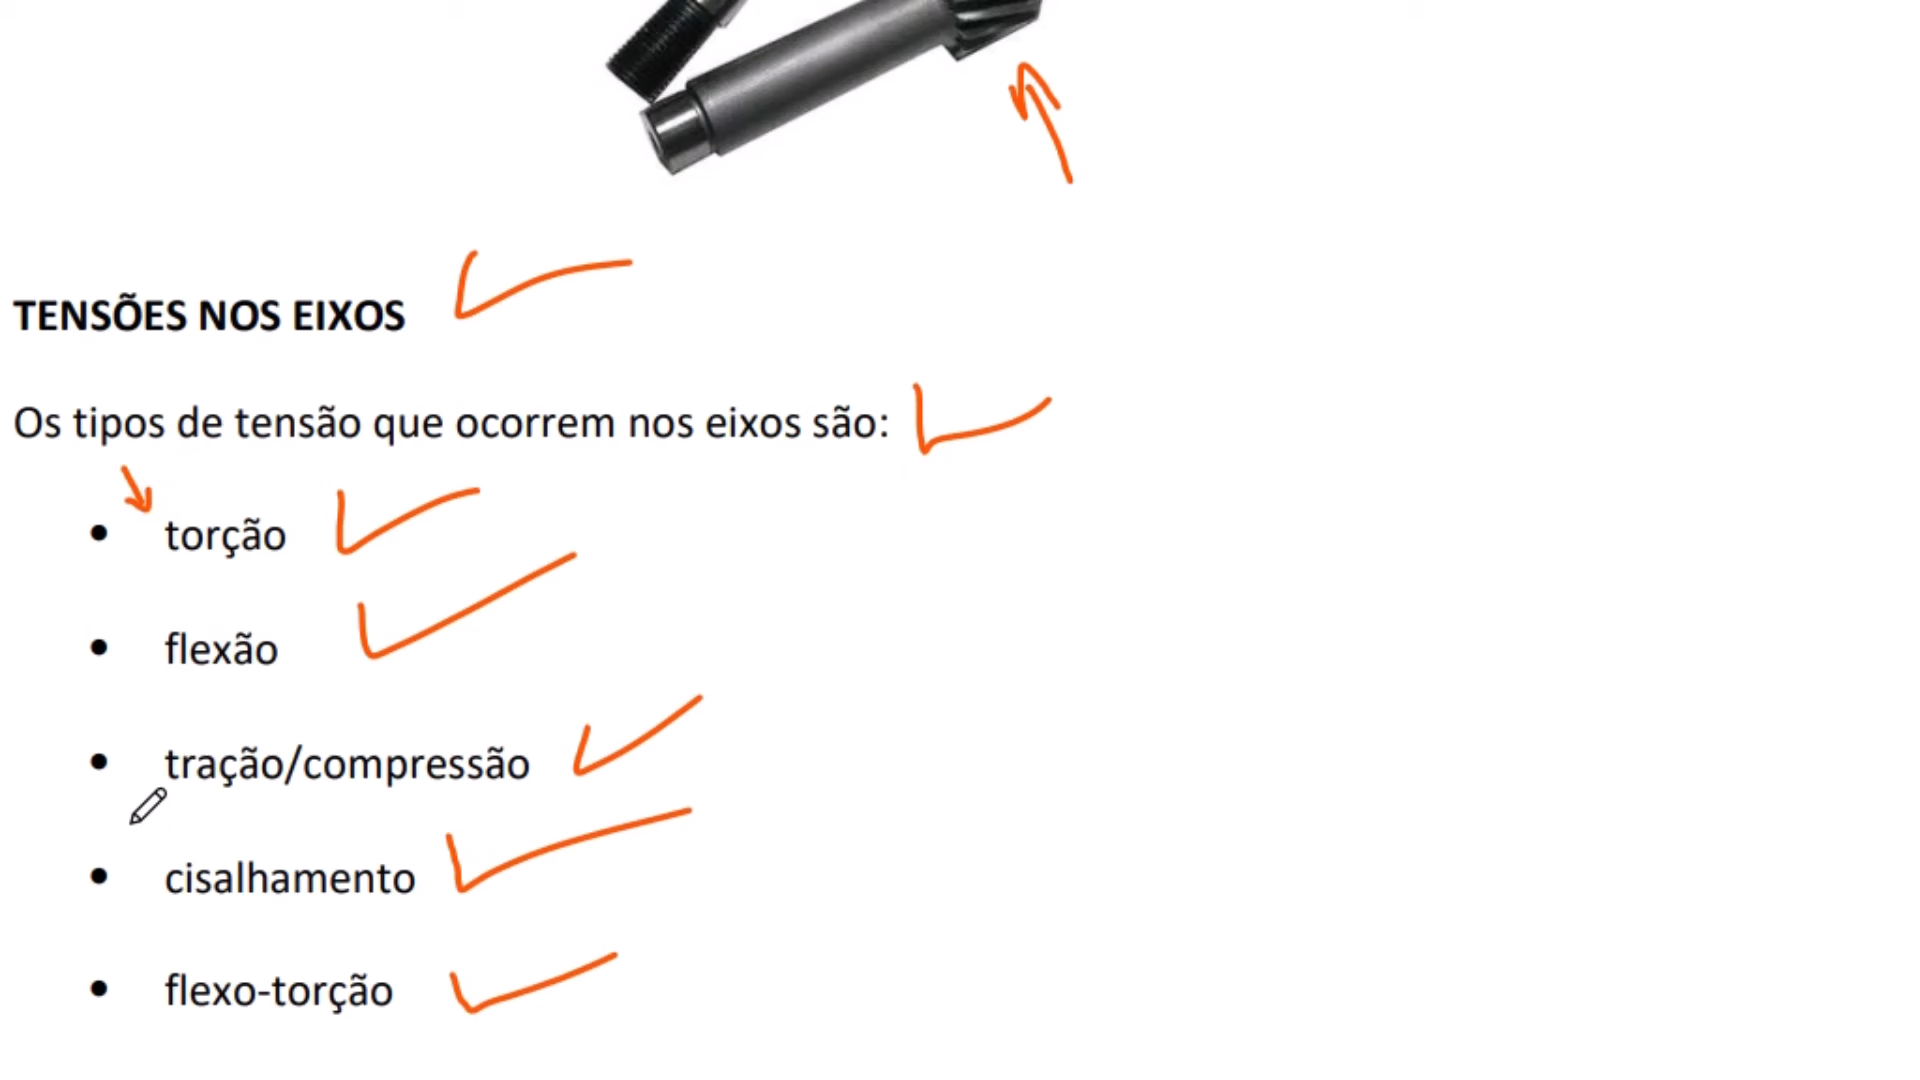 TENSÕES NOS EIXOS
Os tipos de tensão que ocorrem nos eixos são:
• torção
• flexão
• tração/compressão
• cisalhamento
• flexo-torção